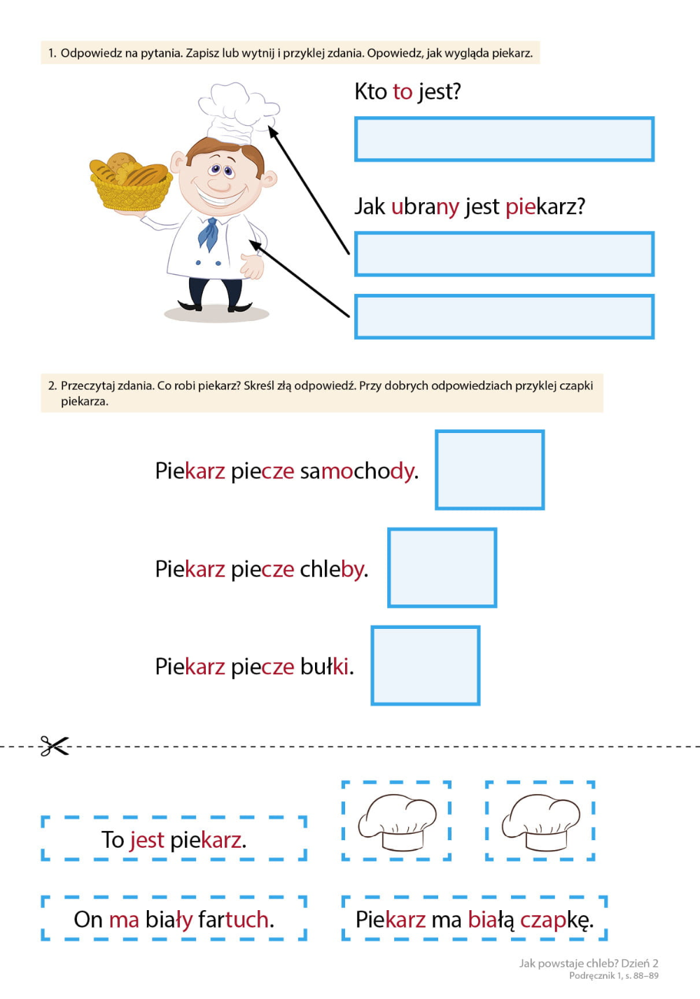 1. Odpowiedz na pytania. Zapisz lub wytnij i przyklej zdania. Opowiedz, jak wygląda piekarz.
Kto to jest?
Jak ubrany jest piekarz?
2. Przeczytaj zdania. Co robi piekarz? Skreśl złą odpowiedź. Przy dobrych odpowiedziach przyklej czapki
piekarza.
Piekarz piecze samochody.
Piekarz piecze chleby.
Piekarz piecze bułki.
To jest piekarz.
On ma biały fartuch.
Piekarz ma białą czapkę.
Jak powstaje chleb? Dzień 2
Podręcznik 1, s. 88–89